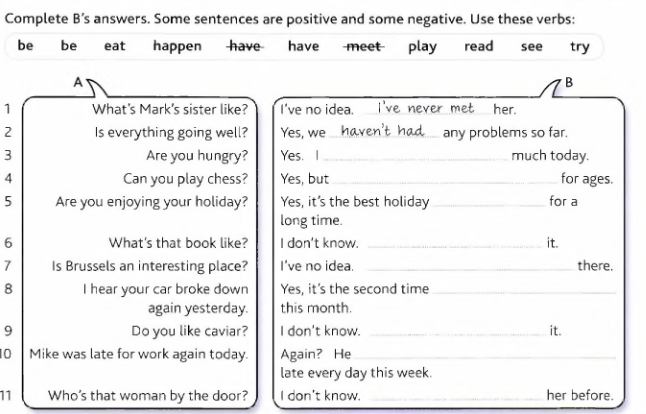 Complete B's answers. Some sentences are positive and some negative. Use these verbs:
be be eat happen have have meet play read see try
A B
1 What's Mark's sister like? I've no idea. I've never met her.
2 Is everything going well? Yes, we haven't had any problems so far.
3 Are you hungry? Yes. I much today.
4 Can you play chess? Yes, but for ages.
5 Are you enjoying your holiday? Yes, it's the best holiday for a
long time.
6 What's that book like? I don't know. it.
7 Is Brussels an interesting place? I've no idea. there.
8 I hear your car broke down Yes, it's the second time
again yesterday. this month.
9 Do you like caviar? I don't know. it.
10 Mike was late for work again today. Again? He
late every day this week.
11 Who's that woman by the door? I don't know. her before.